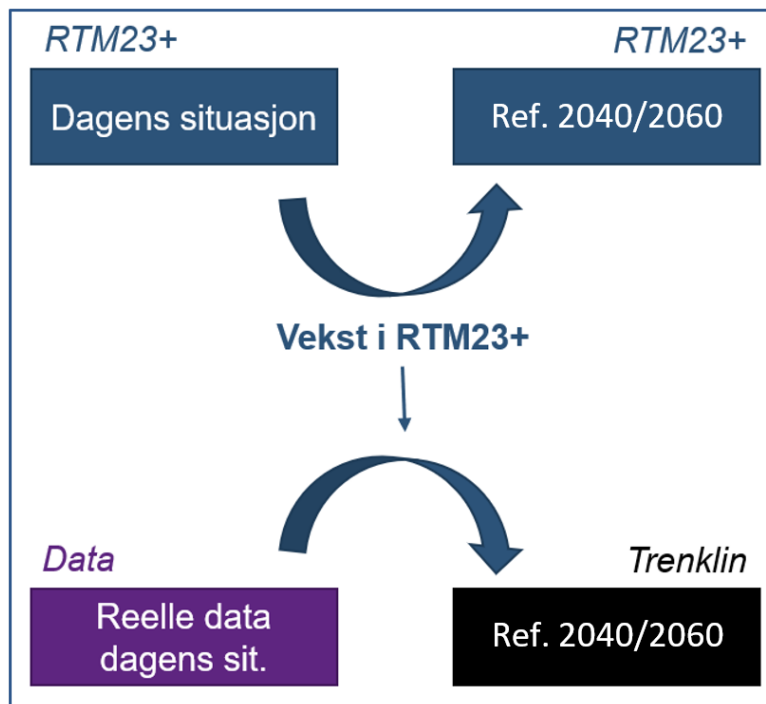 RTM23+
RTM23+
Dagens situasjon
Ref. 2040/2060
Vekst i RTM23+
Data
Trenklin
Reelle data
dagens sit.
Ref. 2040/2060